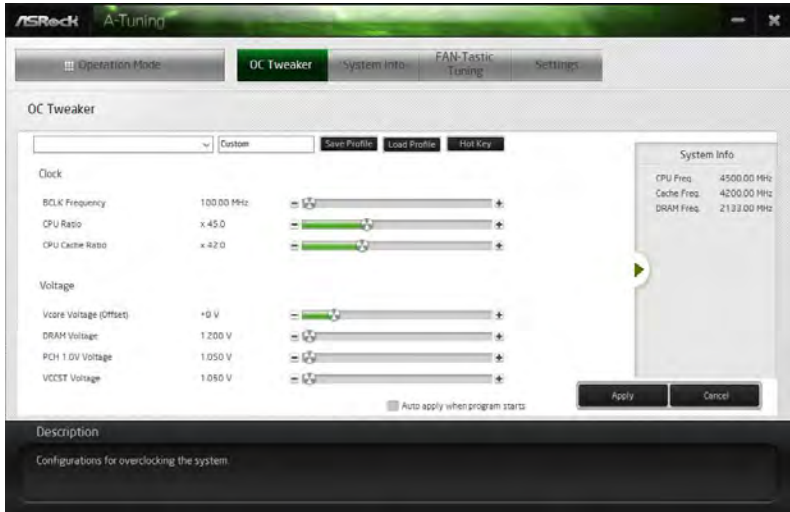 ASRock A-Tuning
Operation Mode OC Tweaker System Info FAN-Tastic Tuning Settings
OC Tweaker
Custom Save Profile Load Profile Hot Key
System Info
Clock
CPU Freq. 4500.00 MHz
Cache Freq. 4200.00 MHz
DRAM Freq. 2133.00 MHz
BCLK Frequency 100.00 MHz
CPU Ratio x 45.0
CPU Cache Ratio x 42.0
Voltage
Vcore Voltage (Offset) +0 V
DRAM Voltage 1.200 V
PCH 1.0V Voltage 1.050 V
VCCST Voltage 1.050 V
Auto apply when program starts
Apply Cancel
Description
Configurations for overclocking the system.